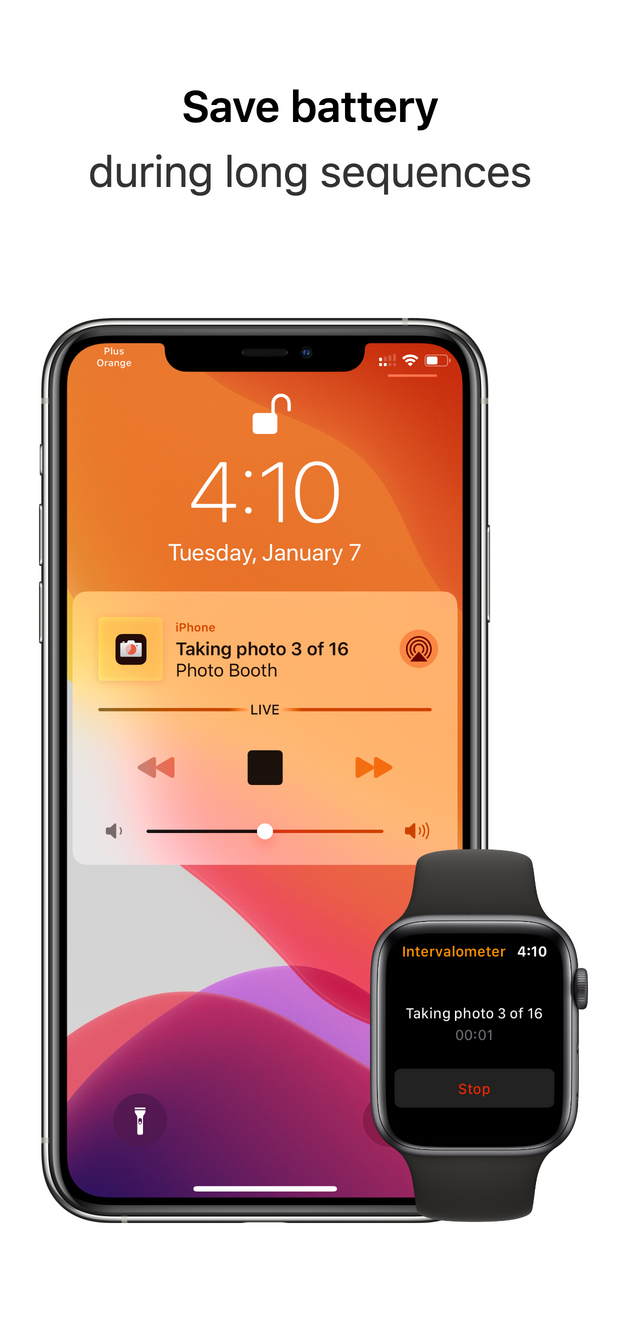 Save battery
during long sequences
Plus
Orange
4:10
Tuesday, January 7
iPhone
Taking photo 3 of 16
Photo Booth
LIVE
Intervalometer 4:10
Taking photo 3 of 16
00:01
Stop